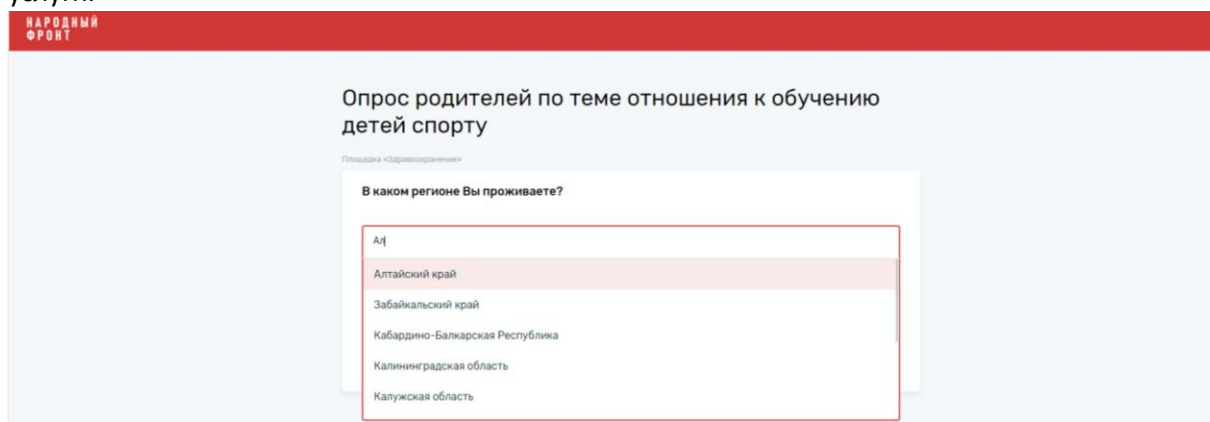 услуги.
НАРОДНЫЙ
ФРОНТ
Опрос родителей по теме отношения к обучению
детей спорту
Площадка «Здравоохранение»
В каком регионе Вы проживаете?
Ал
Алтайский край
Забайкальский край
Кабардино-Балкарская Республика
Калининградская область
Калужская область